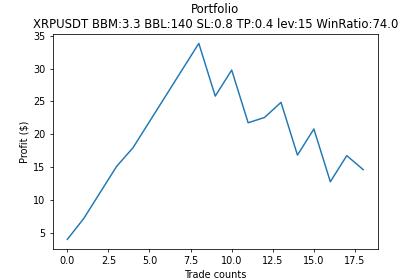 Portfolio
XRPUSDT BBM:3.3 BBL:140 SL:0.8 TP:0.4 lev:15 WinRatio:74.0
35
30
25
20
15
10
5
Profit ($)
0.0 2.5 5.0 7.5 10.0 12.5 15.0 17.5
Trade counts